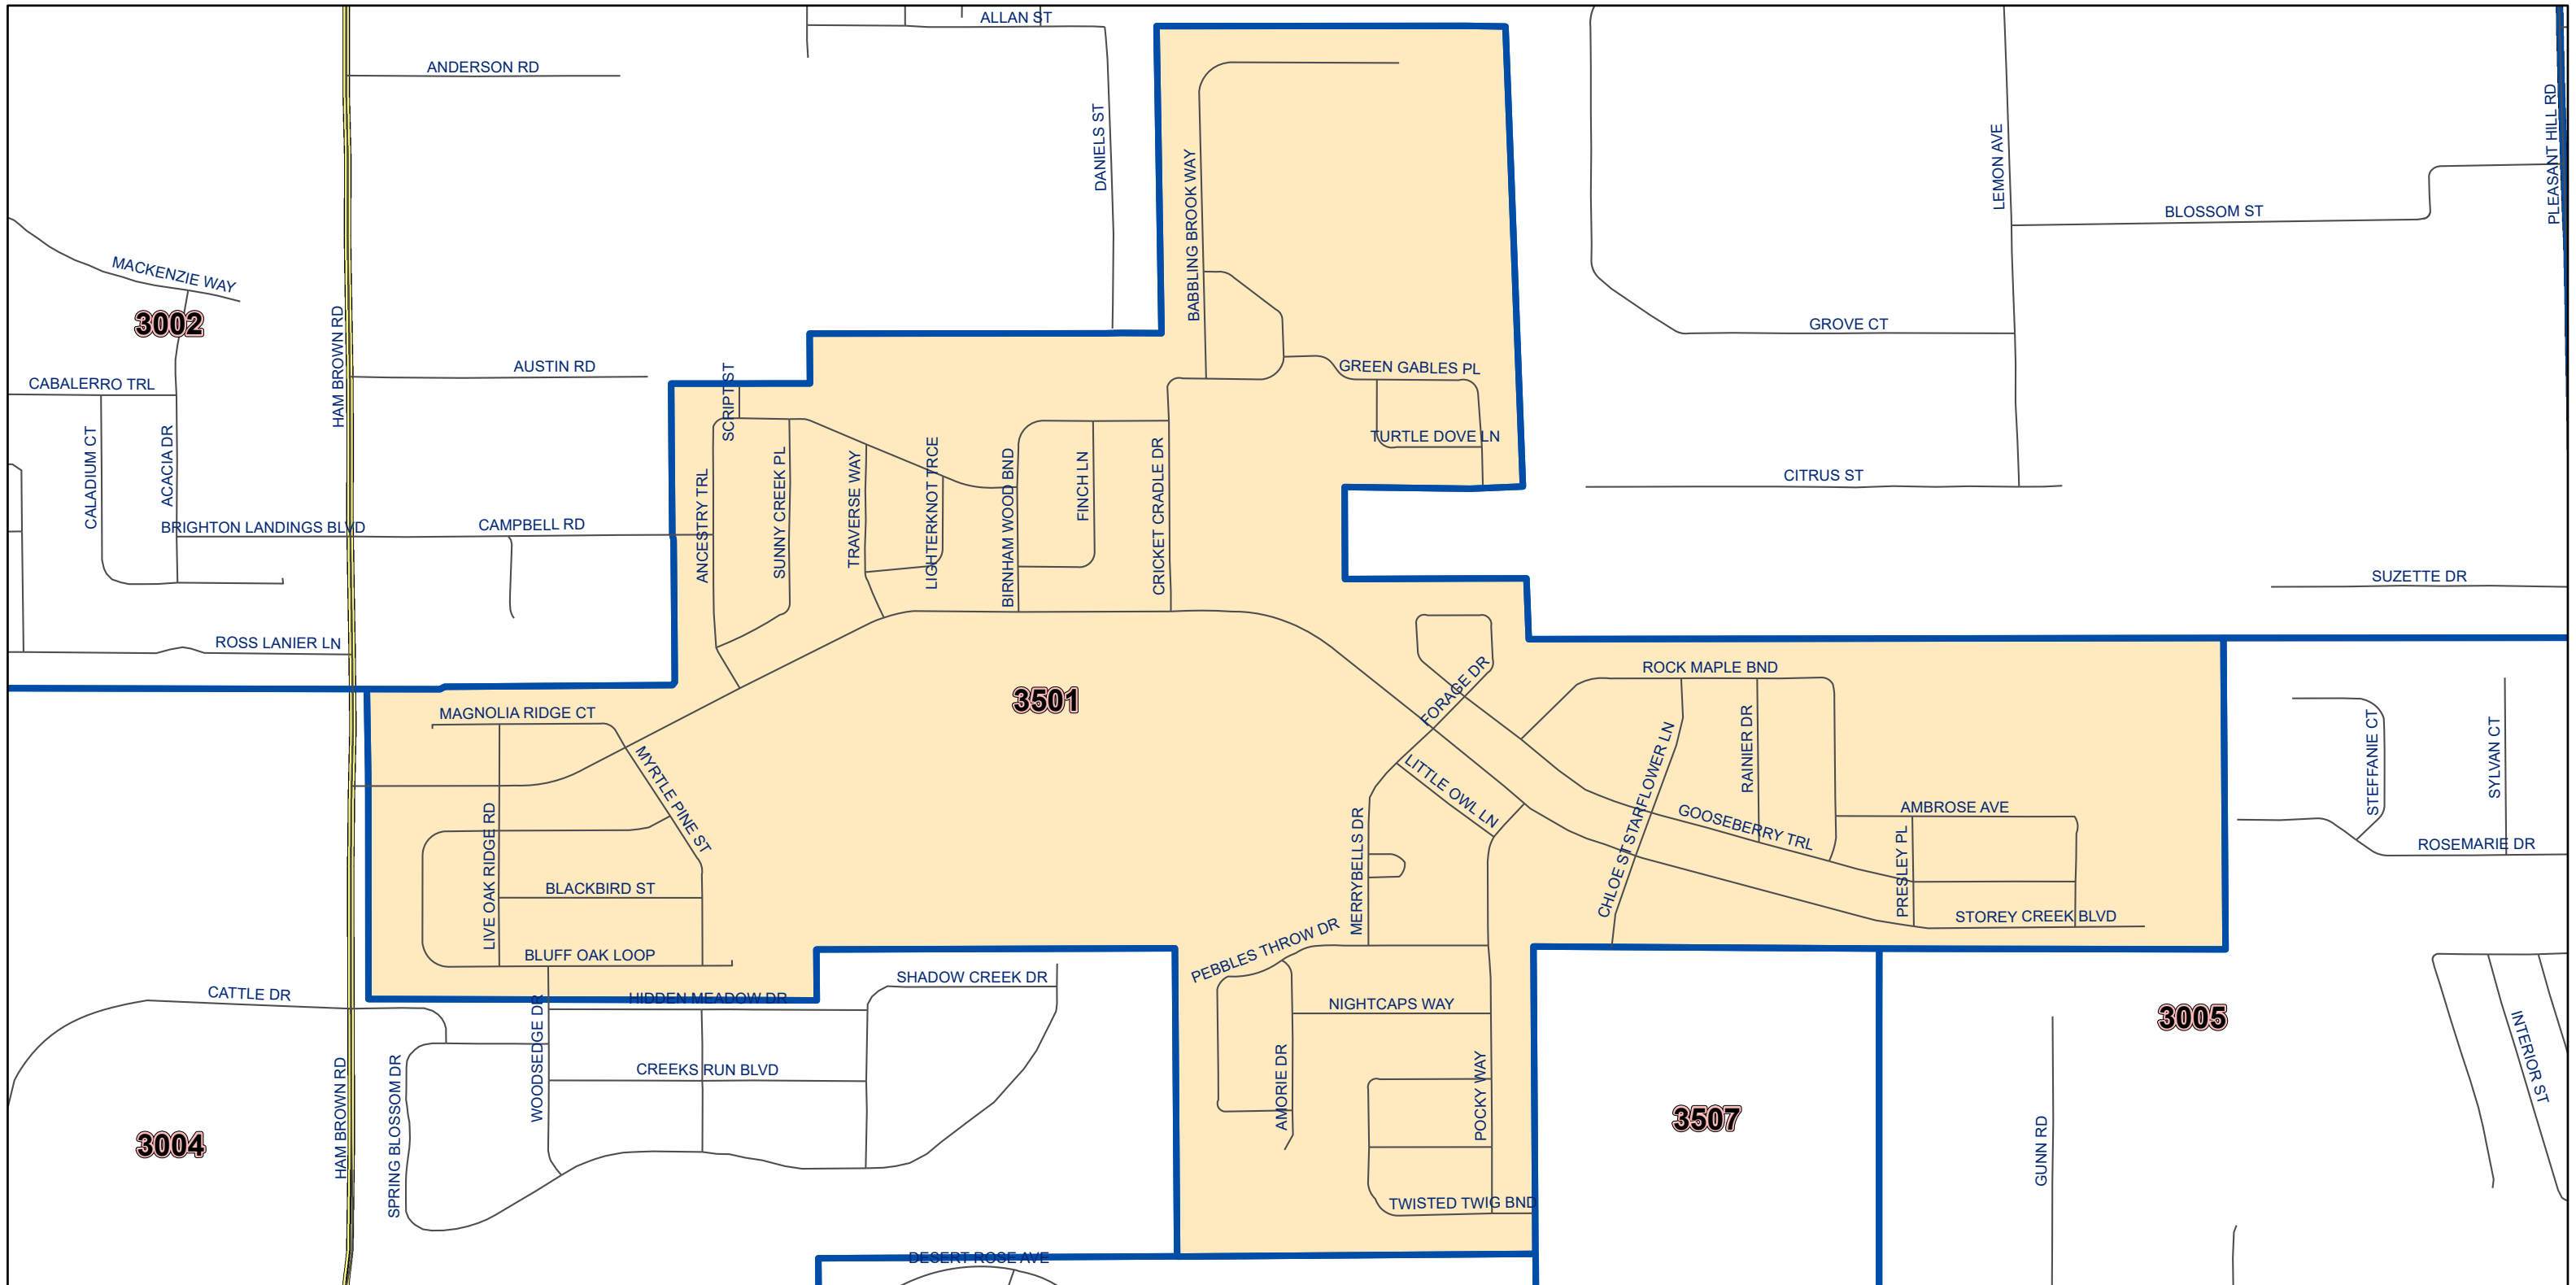 ALLAN ST
ANDERSON RD
DANIELS ST
PLEASANT HILL RD
LEMON AVE
BABBLING BROOK WAY
BLOSSOM ST
MACKENZIE WAY
3002
HAM BROWN RD
GROVE CT
AUSTIN RD
SCRIPT ST
GREEN GABLES PL
CABALERRO TRL
CALADIUM CT
ACACIA DR
TURTLE DOVE LN
ANCESTRY TRL
SUNNY CREEK PL
TRAVERSE WAY
LIGHTERKNOT TRCE
BIRNHAM WOOD BND
FINCH LN
CRICKET CRADLE DR
CITRUS ST
BRIGHTON LANDINGS BLVD
CAMPBELL RD
SUZETTE DR
ROSS LANIER LN
FORAGE DR
ROCK MAPLE BND
3501
MAGNOLIA RIDGE CT
MYRTLE PINE ST
LITTLE OWL LN
CHLOE ST
STARFLOWER LN
RAINIER DR
STEFFANIE CT
SYLVAN CT
AMBROSE AVE
GOOSEBERRY TRL
LIVE OAK RIDGE RD
MERRYBELLS DR
PRESLEY PL
ROSEMARIE DR
BLACKBIRD ST
STOREY CREEK BLVD
BLUFF OAK LOOP
PEBBLES THROW DR
SHADOW CREEK DR
CATTLE DR
HIDDEN MEADOW DR
WOODSEDGE DR
NIGHTCAPS WAY
3005
INTERIOR ST
CREEKS RUN BLVD
HAM BROWN RD
SPRING BLOSSOM DR
AMORIE DR
POCKY WAY
3507
GUNN RD
3004
TWISTED TWIG BND
DESERT ROSE AVE